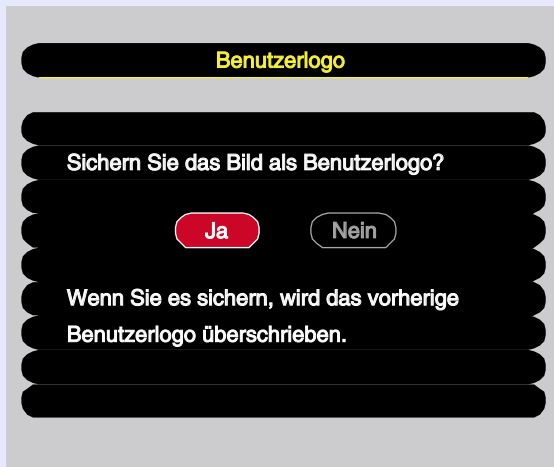 Benutzerlogo
Sichern Sie das Bild als Benutzerlogo?
Ja Nein
Wenn Sie es sichern, wird das vorherige
Benutzerlogo überschrieben.